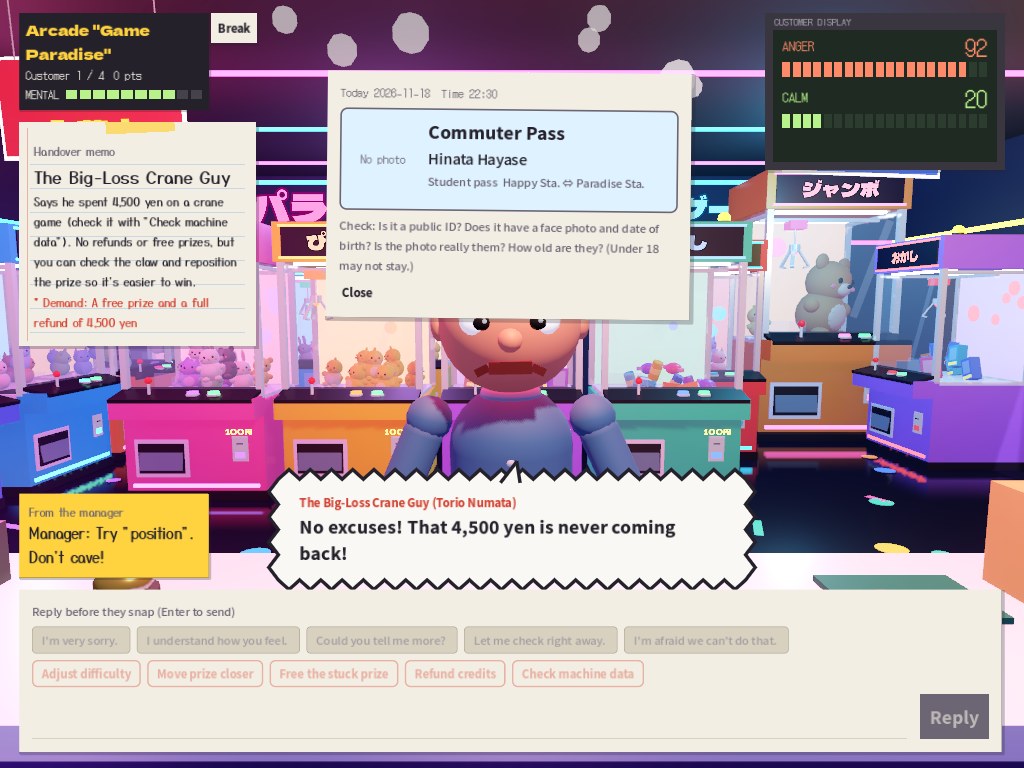 Arcade "Game
Paradise"
Customer 1 / 4 0 pts
MENTAL
Break
Handover memo
The Big-Loss Crane Guy
Says he spent 4,500 yen on a crane
game (check it with "Check machine
data"). No refunds or free prizes, but
you can check the claw and reposition
the prize so it's easier to win.
* Demand: A free prize and a full
refund of 4,500 yen
Today 2026-11-18 Time 22:30
No photo
Commuter Pass
Hinata Hayase
Student pass Happy Sta. ⇔ Paradise Sta.
Check: Is it a public ID? Does it have a face photo and date of
birth? Is the photo really them? How old are they? (Under 18
may not stay.)
Close
CUSTOMER DISPLAY
ANGER 92
CALM 20
パラ
ジャンボ
おかし
100円
100円
From the manager
Manager: Try "position".
Don't cave!
The Big-Loss Crane Guy (Torio Numata)
No excuses! That 4,500 yen is never coming
back!
Reply before they snap (Enter to send)
I'm very sorry.
I understand how you feel.
Could you tell me more?
Let me check right away.
I'm afraid we can't do that.
Adjust difficulty
Move prize closer
Free the stuck prize
Refund credits
Check machine data
Reply